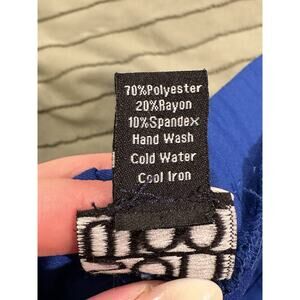 70%Polyester
20%Rayon
10%Spandex
Hand Wash
Cold Water
Cool Iron